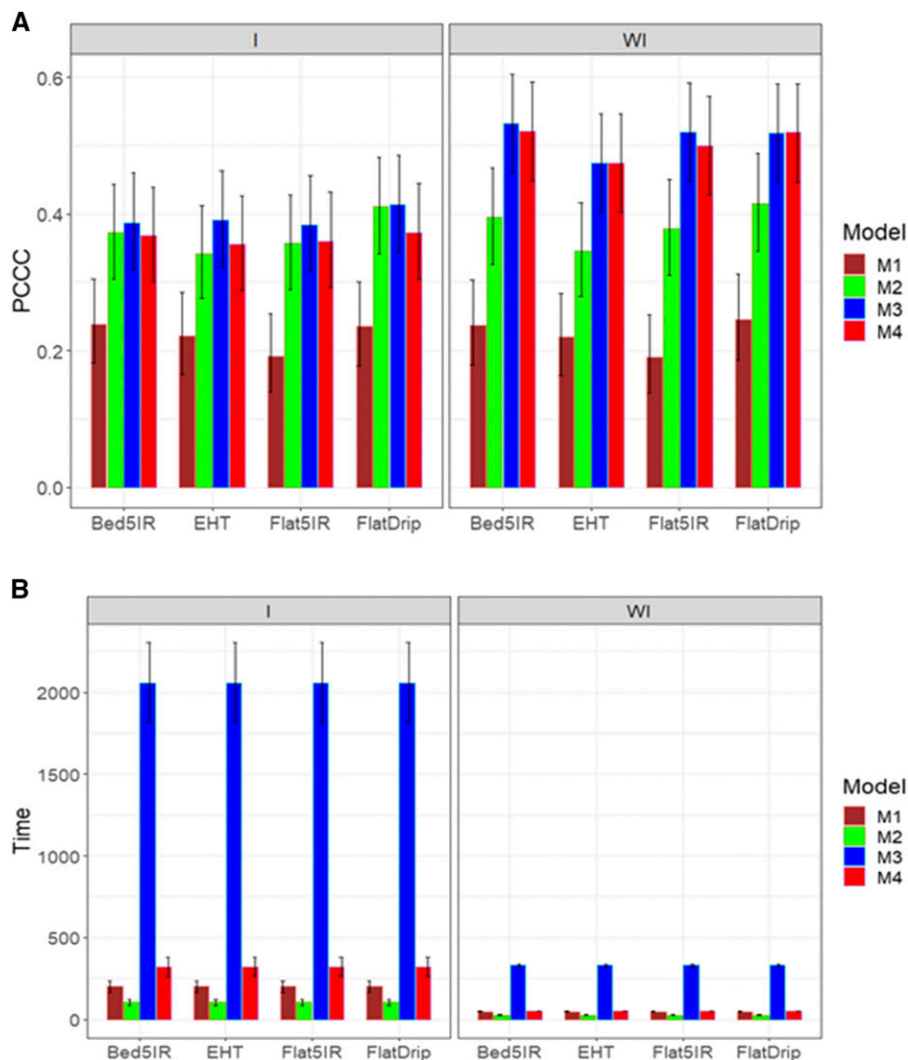 A
I WI
0.6
0.4
0.2
0.0
PCCC
Bed5IR EHT Flat5IR FlatDrip Bed5IR EHT Flat5IR FlatDrip
Model
M1
M2
M3
M4
B
I WI
2000
1500
1000
500
0
Time
Bed5IR EHT Flat5IR FlatDrip Bed5IR EHT Flat5IR FlatDrip
Model
M1
M2
M3
M4